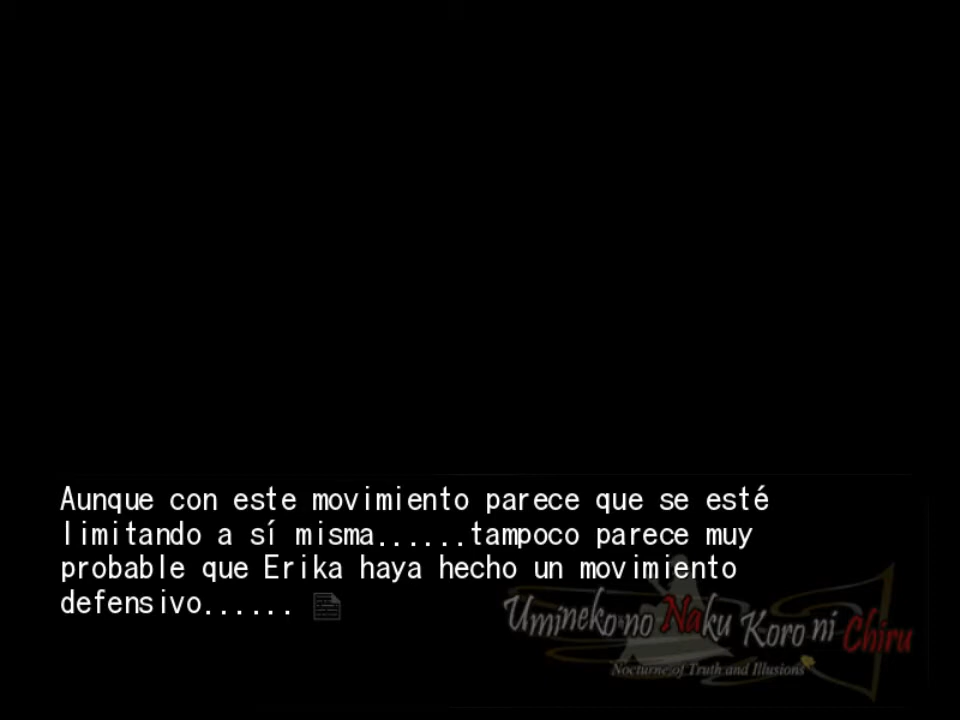 Aunque con este movimiento parece que se esté
limitando a sí misma......tampoco parece muy
probable que Erika haya hecho un movimiento
defensivo......
Umineko no Naku Koro ni Chiru
Nocturne of Truth and Illusions